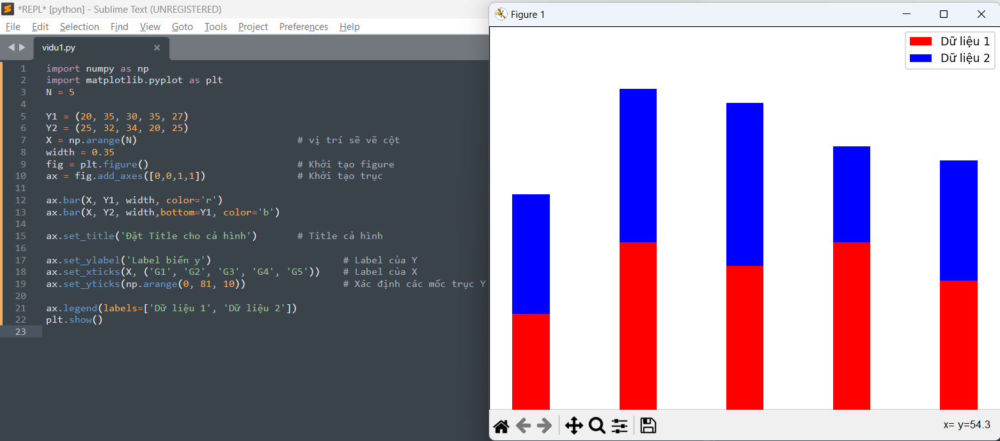 *REPL* [python] - Sublime Text (UNREGISTERED)
File Edit Selection Find View Goto Tools Project Preferences Help
vidu1.py
1 import numpy as np
2 import matplotlib.pyplot as plt
3 N = 5
4
5 Y1 = (20, 35, 30, 35, 27)
6 Y2 = (25, 32, 34, 20, 25)
7 X = np.arange(N) # vị trí sẽ vẽ cột
8 width = 0.35
9 fig = plt.figure() # Khởi tạo figure
10 ax = fig.add_axes([0,0,1,1]) # Khởi tạo trục
11
12 ax.bar(X, Y1, width, color='r')
13 ax.bar(X, Y2, width,bottom=Y1, color='b')
14
15 ax.set_title('Đặt Title cho cả hình') # Title cả hình
16
17 ax.set_ylabel('Label biến y') # Label của Y
18 ax.set_xticks(X, ('G1', 'G2', 'G3', 'G4', 'G5')) # Label của X
19 ax.set_yticks(np.arange(0, 81, 10)) # Xác định các mốc trục Y
20
21 ax.legend(labels=['Dữ liệu 1', 'Dữ liệu 2'])
22 plt.show()
23
Figure 1
Dữ liệu 1
Dữ liệu 2
x= y=54.3